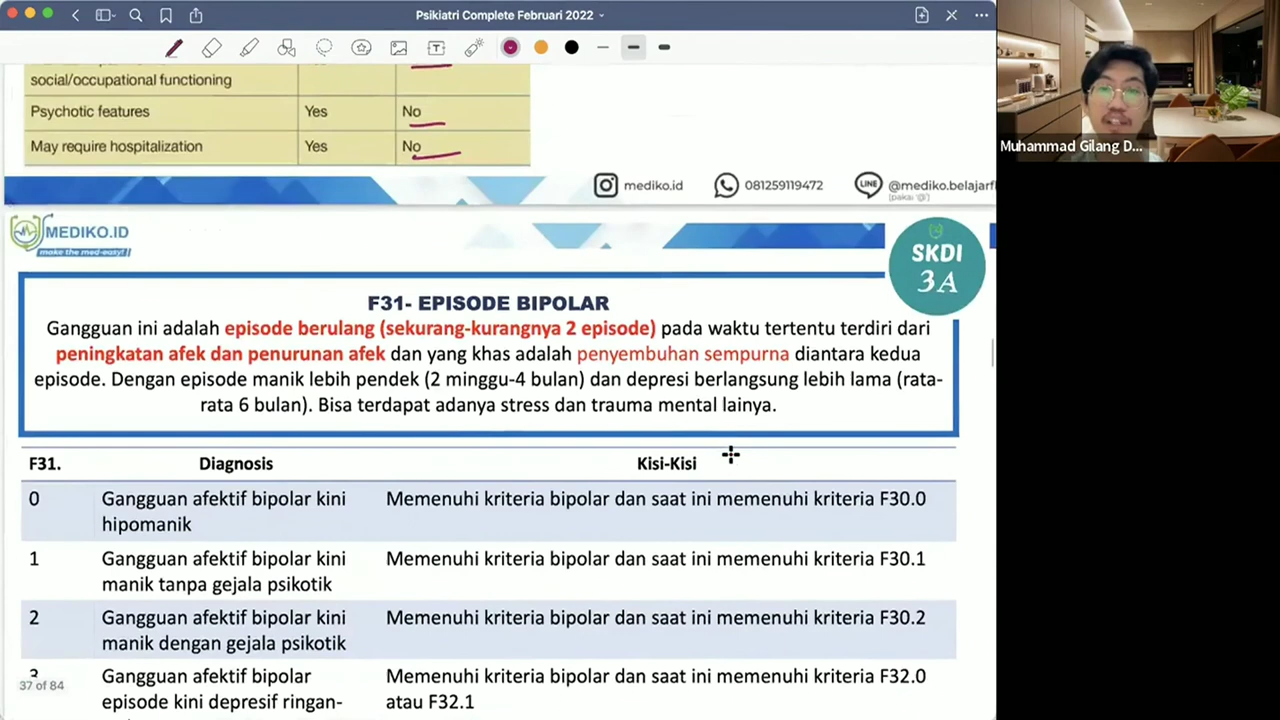 Psikiatri Complete Februari 2022
social/occupational functioning
Psychotic features Yes No
May require hospitalization Yes No
mediko.id 081259119472 @mediko.belajarf
[pakai '@']
MEDIKO.ID
make the med-easy!
SKDI
3A
F31- EPISODE BIPOLAR
Gangguan ini adalah episode berulang (sekurang-kurangnya 2 episode) pada waktu tertentu terdiri dari
peningkatan afek dan penurunan afek dan yang khas adalah penyembuhan sempurna diantara kedua
episode. Dengan episode manik lebih pendek (2 minggu-4 bulan) dan depresi berlangsung lebih lama (rata-
rata 6 bulan). Bisa terdapat adanya stress dan trauma mental lainya.
F31. Diagnosis Kisi-Kisi
0 Gangguan afektif bipolar kini Memenuhi kriteria bipolar dan saat ini memenuhi kriteria F30.0
hipomanik
1 Gangguan afektif bipolar kini Memenuhi kriteria bipolar dan saat ini memenuhi kriteria F30.1
manik tanpa gejala psikotik
2 Gangguan afektif bipolar kini Memenuhi kriteria bipolar dan saat ini memenuhi kriteria F30.2
manik dengan gejala psikotik
Gangguan afektif bipolar Memenuhi kriteria bipolar dan saat ini memenuhi kriteria F32.0
episode kini depresif ringan- atau F32.1
37 of 84
Muhammad Gilang D...
LINE